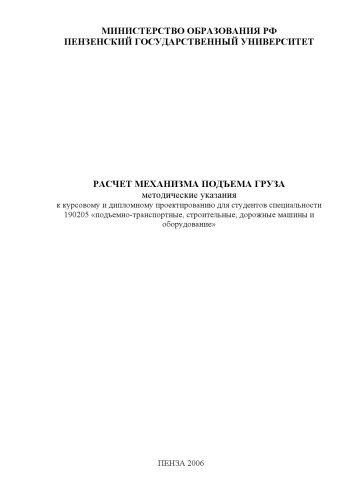 МИНИСТЕРСТВО ОБРАЗОВАНИЯ РФ
ПЕНЗЕНСКИЙ ГОСУДАРСТВЕННЫЙ УНИВЕРСИТЕТ
РАСЧЕТ МЕХАНИЗМА ПОДЪЕМА ГРУЗА
методические указания
к курсовому и дипломному проектированию для студентов специальности
190205 «подъемно-транспортные, строительные, дорожные машины и
оборудование»
ПЕНЗА 2006